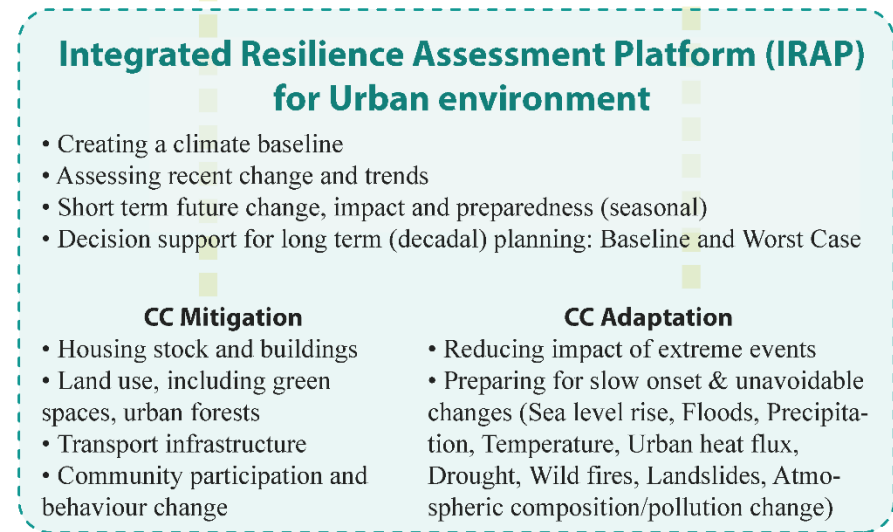 Integrated Resilience Assessment Platform (IRAP)
for Urban environment
• Creating a climate baseline
• Assessing recent change and trends
• Short term future change, impact and preparedness (seasonal)
• Decision support for long term (decadal) planning: Baseline and Worst Case
CC Mitigation
• Housing stock and buildings
• Land use, including green
spaces, urban forests
• Transport infrastructure
• Community participation and
behaviour change
CC Adaptation
• Reducing impact of extreme events
• Preparing for slow onset & unavoidable
changes (Sea level rise, Floods, Precipita-
tion, Temperature, Urban heat flux,
Drought, Wild fires, Landslides, Atmo-
spheric composition/pollution change)